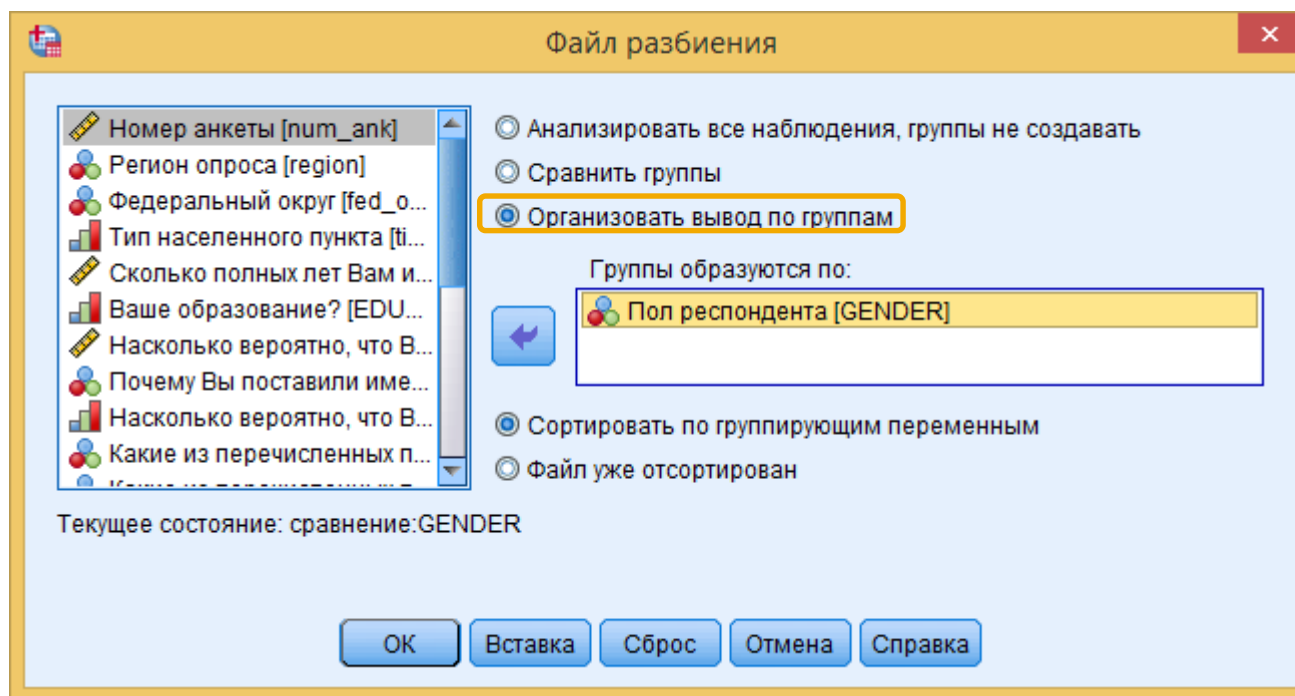 Файл разбиения
Номер анкеты [num_ank]
Регион опроса [region]
Федеральный округ [fed_o...
Тип населенного пункта [ti...
Сколько полных лет Вам и...
Ваше образование? [EDU...
Насколько вероятно, что В...
Почему Вы поставили име...
Насколько вероятно, что В...
Какие из перечисленных п...
Анализировать все наблюдения, группы не создавать
Сравнить группы
Организовать вывод по группам
Группы образуются по:
Пол респондента [GENDER]
Сортировать по группирующим переменным
Файл уже отсортирован
Текущее состояние: сравнение:GENDER
ОК
Вставка
Сброс
Отмена
Справка